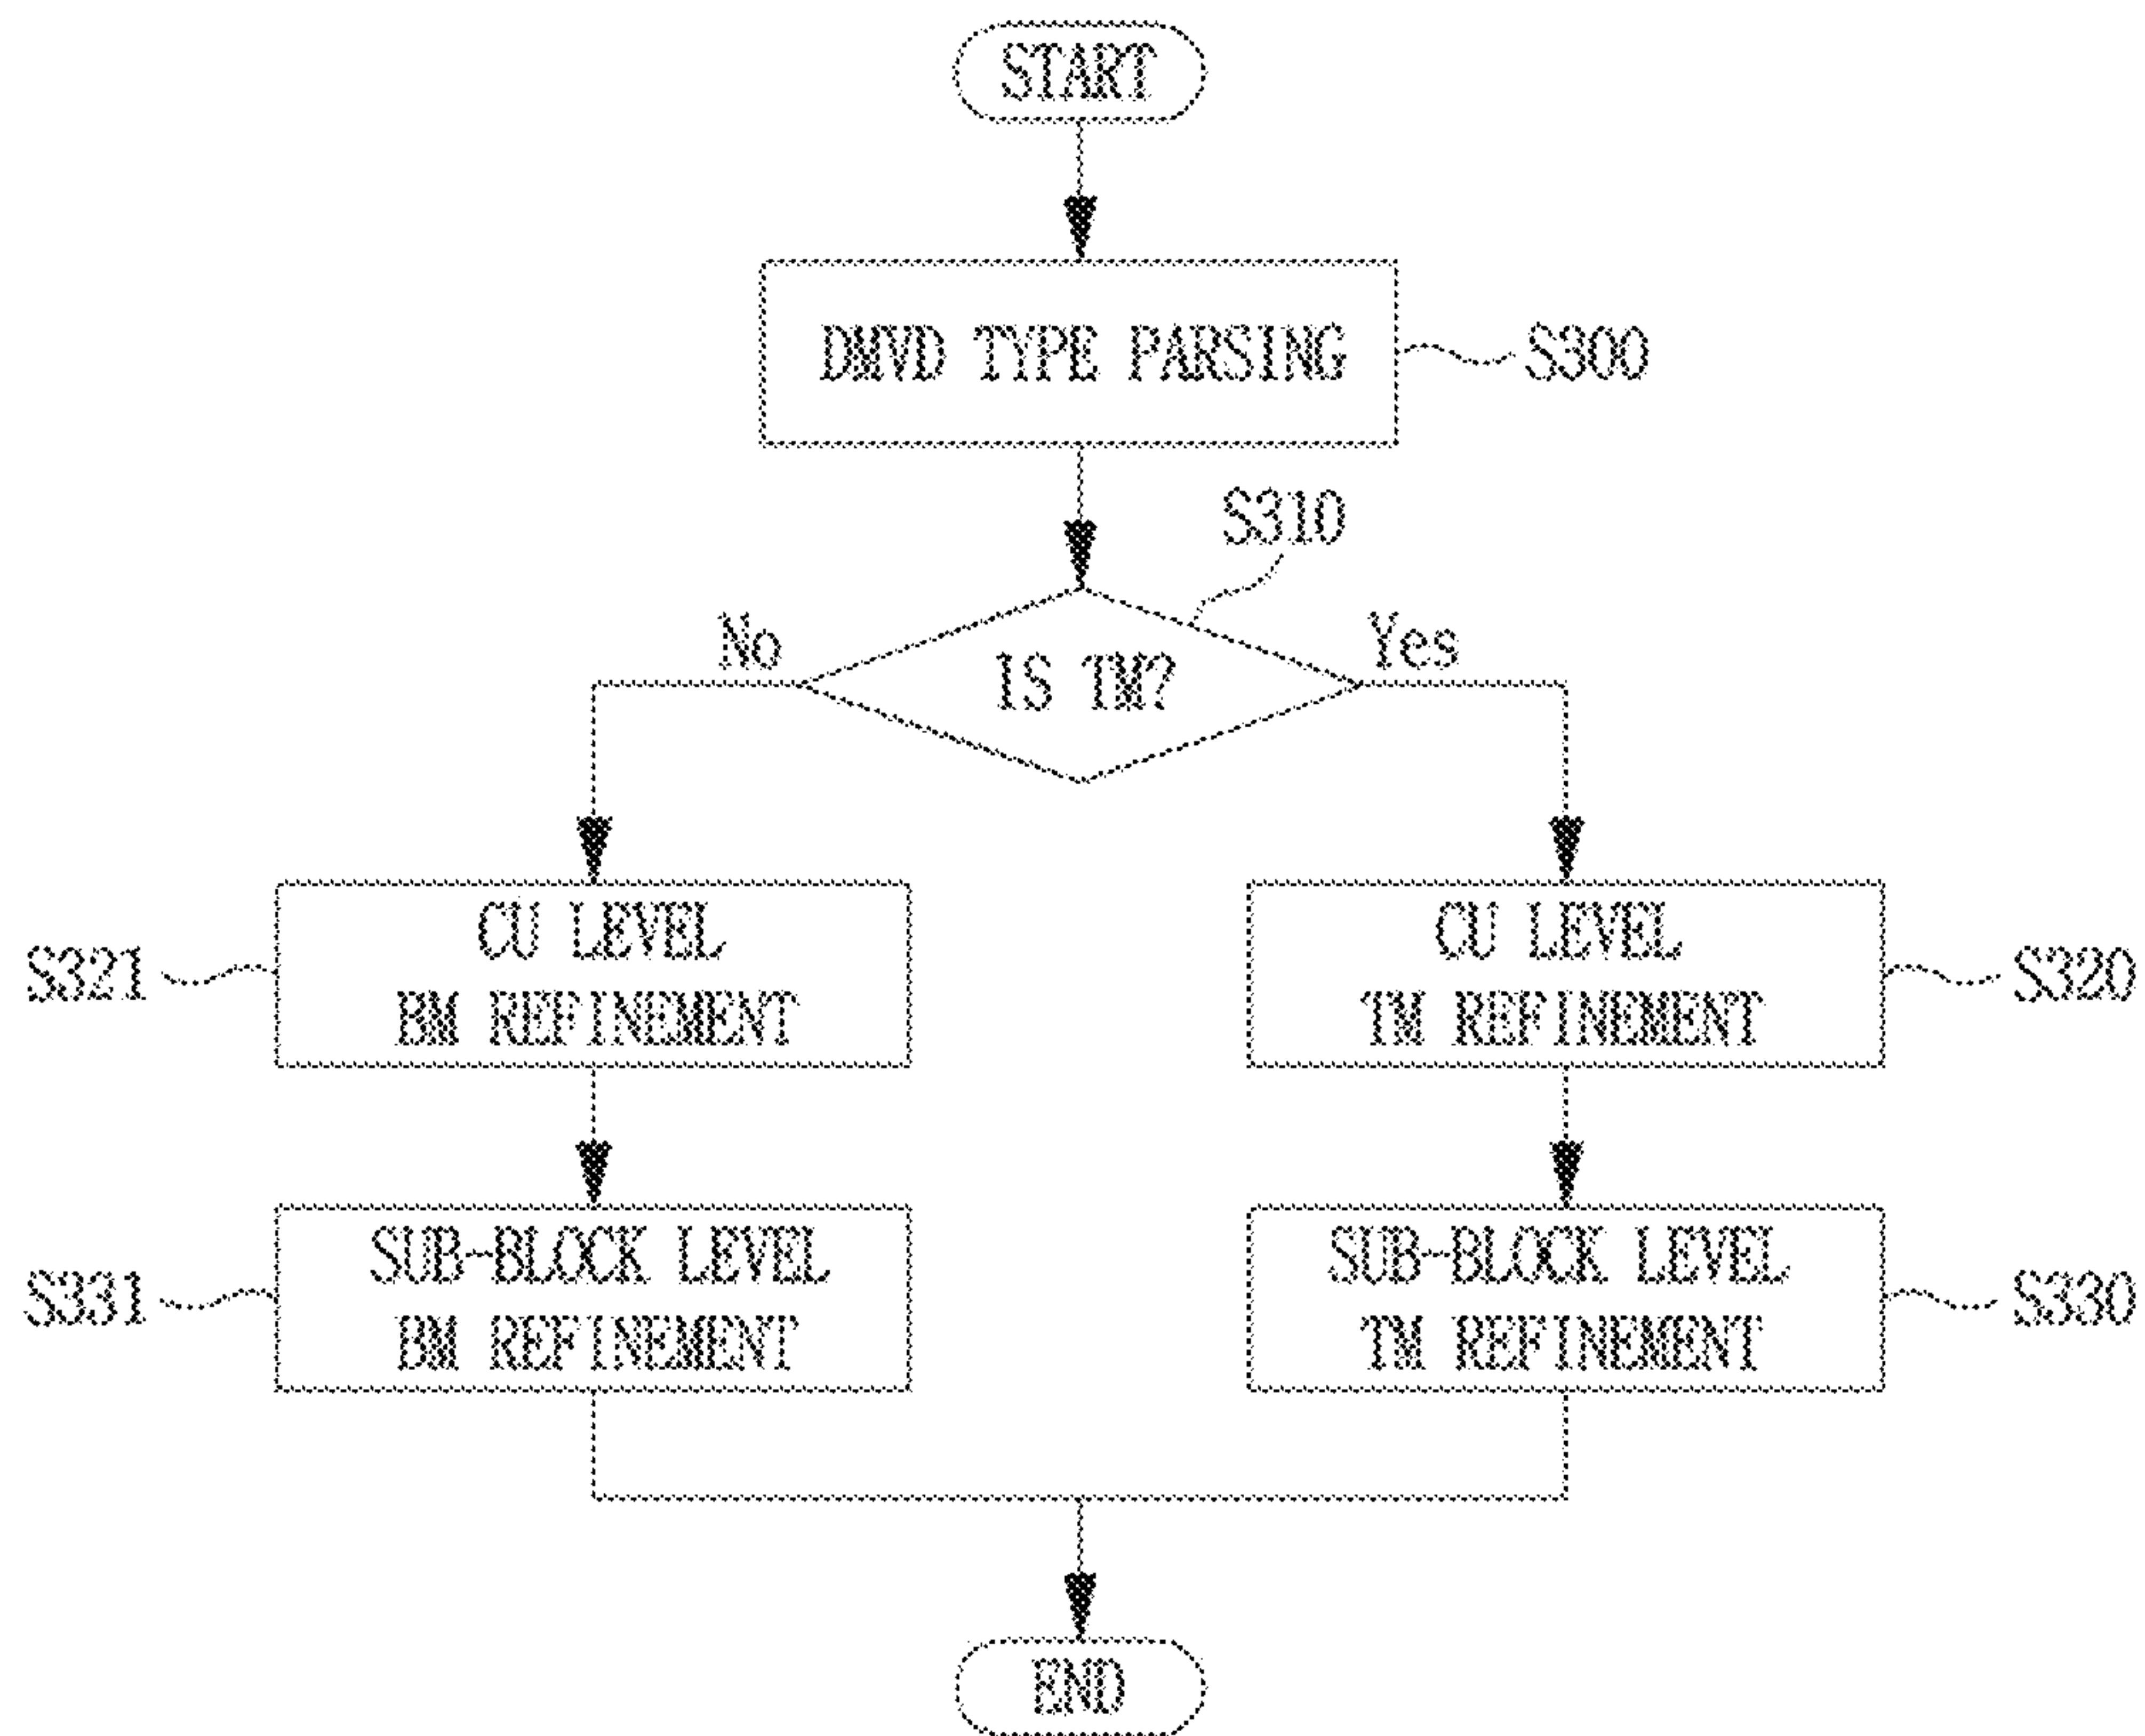 START
DMVD TYPE PARSING
S300
S310
No
IS TM?
Yes
CU LEVEL
BM REFINEMENT
S321
CU LEVEL
TM REFINEMENT
S320
SUB-BLOCK LEVEL
BM REFINEMENT
S331
SUB-BLOCK LEVEL
TM REFINEMENT
S330
END